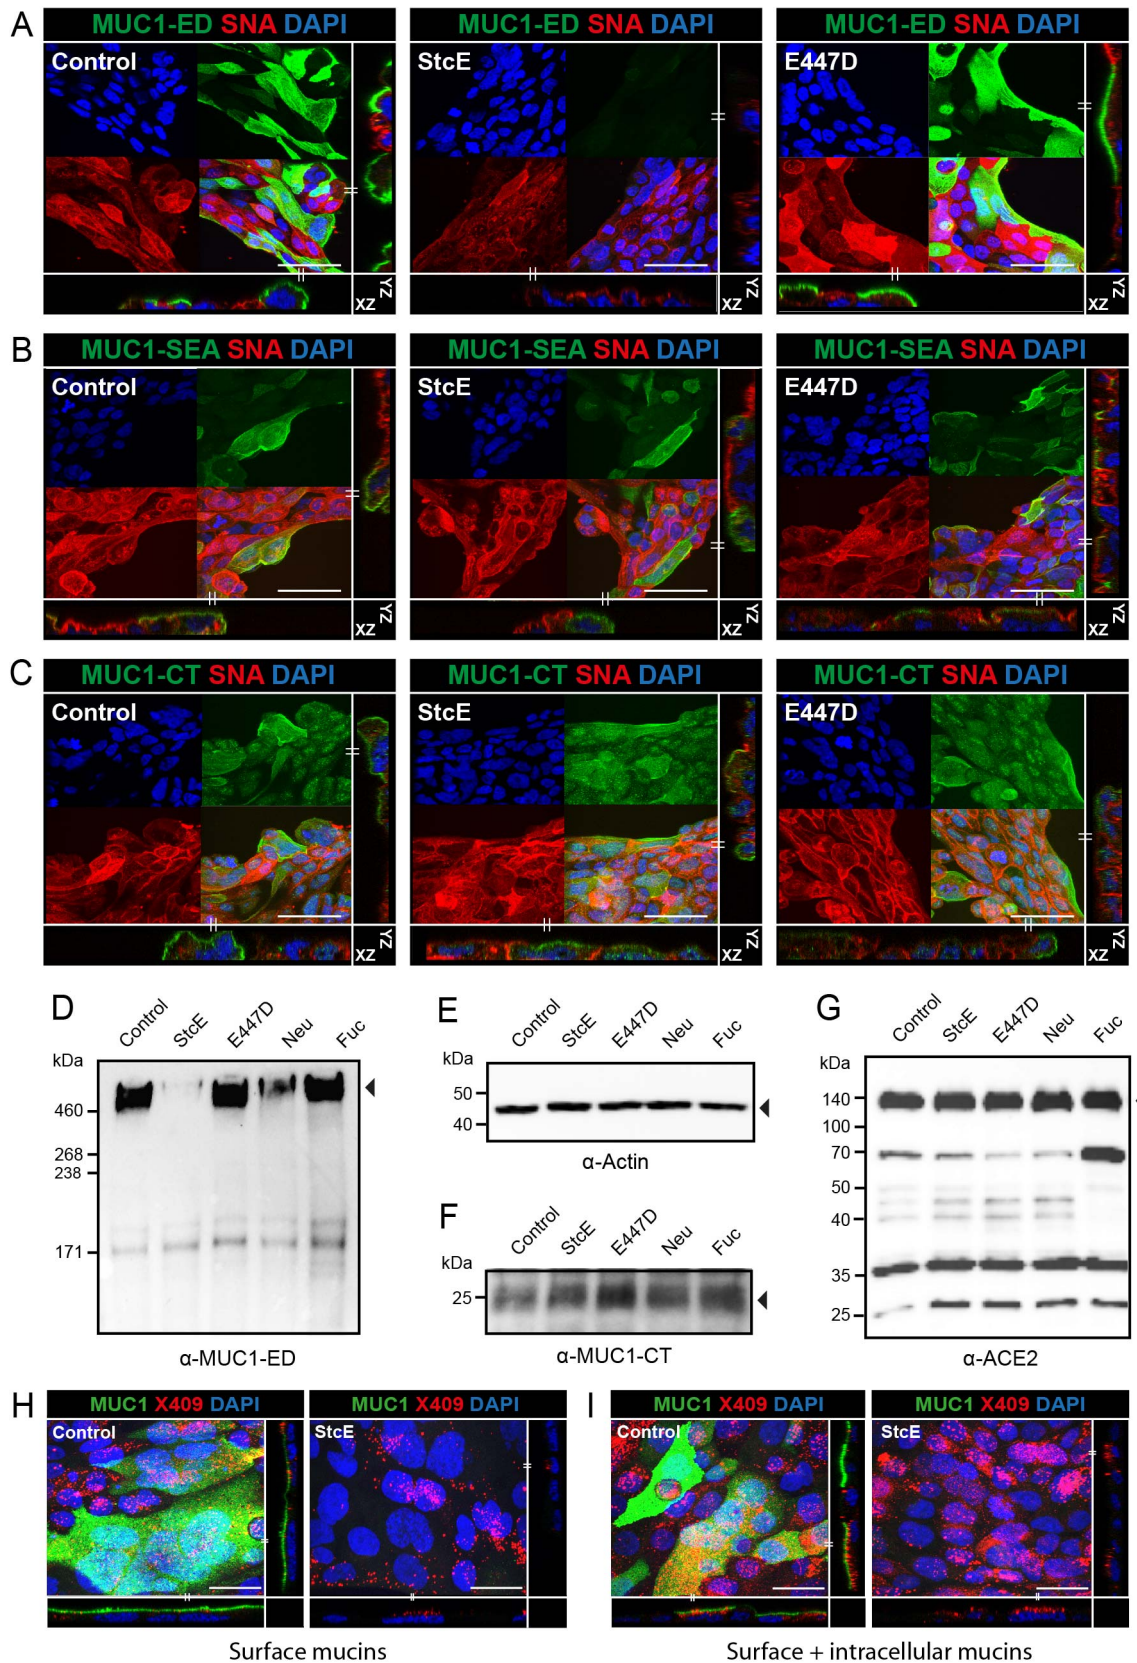 A
MUC1-ED SNA DAPI
MUC1-ED SNA DAPI
MUC1-ED SNA DAPI
Control
StcE
E447D
XZ
YZ
XZ
YZ
XZ
YZ
B
MUC1-SEA SNA DAPI
MUC1-SEA SNA DAPI
MUC1-SEA SNA DAPI
Control
StcE
E447D
XZ
YZ
XZ
YZ
XZ
YZ
C
MUC1-CT SNA DAPI
MUC1-CT SNA DAPI
MUC1-CT SNA DAPI
Control
StcE
E447D
XZ
YZ
XZ
YZ
XZ
YZ
D
Control StcE E447D Neu Fuc
kDa
460
268
238
171
α-MUC1-ED
E
Control StcE E447D Neu Fuc
kDa
50
40
α-Actin
F
Control StcE E447D Neu Fuc
kDa
25
α-MUC1-CT
G
Control StcE E447D Neu Fuc
kDa
140
100
70
50
40
35
25
α-ACE2
H
MUC1 X409 DAPI
MUC1 X409 DAPI
Control
StcE
Surface mucins
I
MUC1 X409 DAPI
MUC1 X409 DAPI
Control
StcE
Surface + intracellular mucins